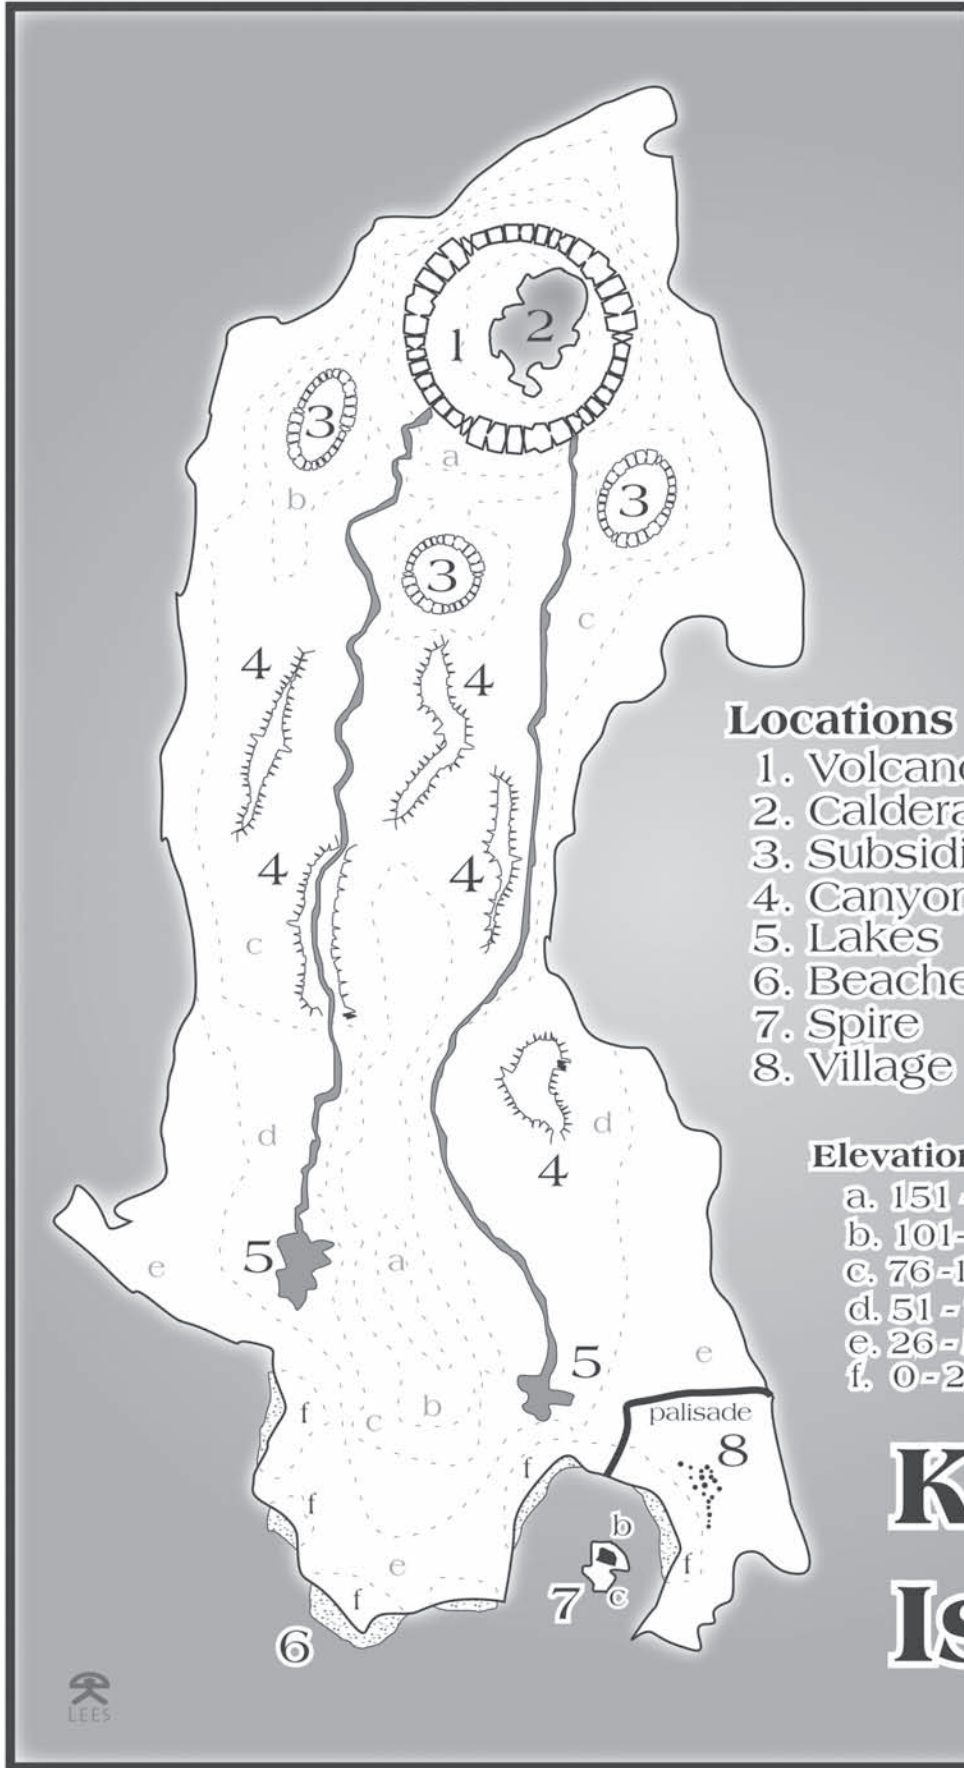 2
1
3
a
b
3
3
c
4
4
4
4
c
d
d
4
5
a
e
5
e
f
c
b
palisade
8
f
f
b
e
f
f
7
c
6
LEES
Locations
1. Volcano
2. Caldera
3. Subsidi
4. Canyon
5. Lakes
6. Beache
7. Spire
8. Village
Elevation
a. 151 -
b. 101-
c. 76 -1
d. 51 -
e. 26 -
f. 0 - 2
K
Is